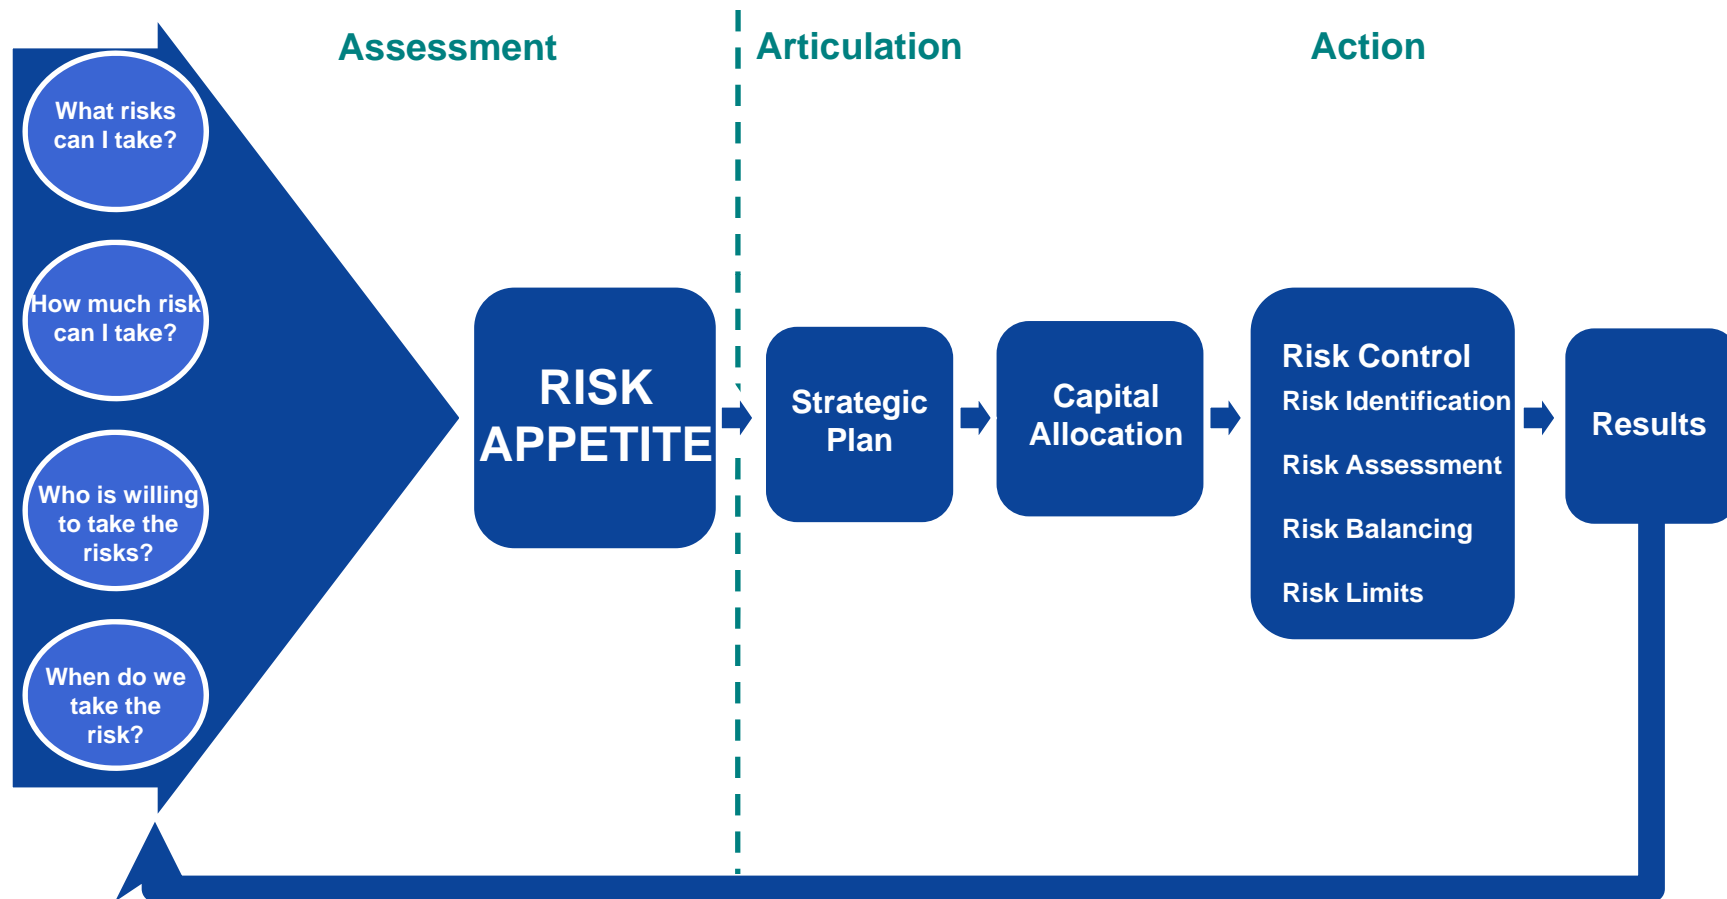 Assessment
Articulation
Action
What risks
can I take?
How much risk
can I take?
Who is willing
to take the
risks?
When do we
take the
risk?
RISK
APPETITE
Strategic
Plan
Capital
Allocation
Risk Control
Risk Identification
Risk Assessment
Risk Balancing
Risk Limits
Results